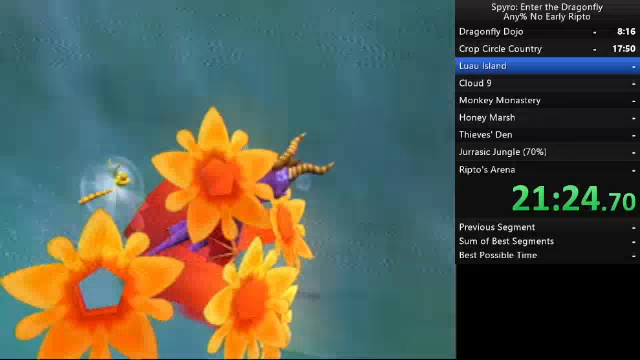 Spyro: Enter the Dragonfly
Any% No Early Ripto
Dragonfly Dojo - 8:16
Crop Circle Country - 17:50
Luau Island -
Cloud 9 -
Monkey Monastery -
Honey Marsh -
Thieves' Den -
Jurrasic Jungle (70%) -
Ripto's Arena -
21:24.70
Previous Segment -
Sum of Best Segments -
Best Possible Time -